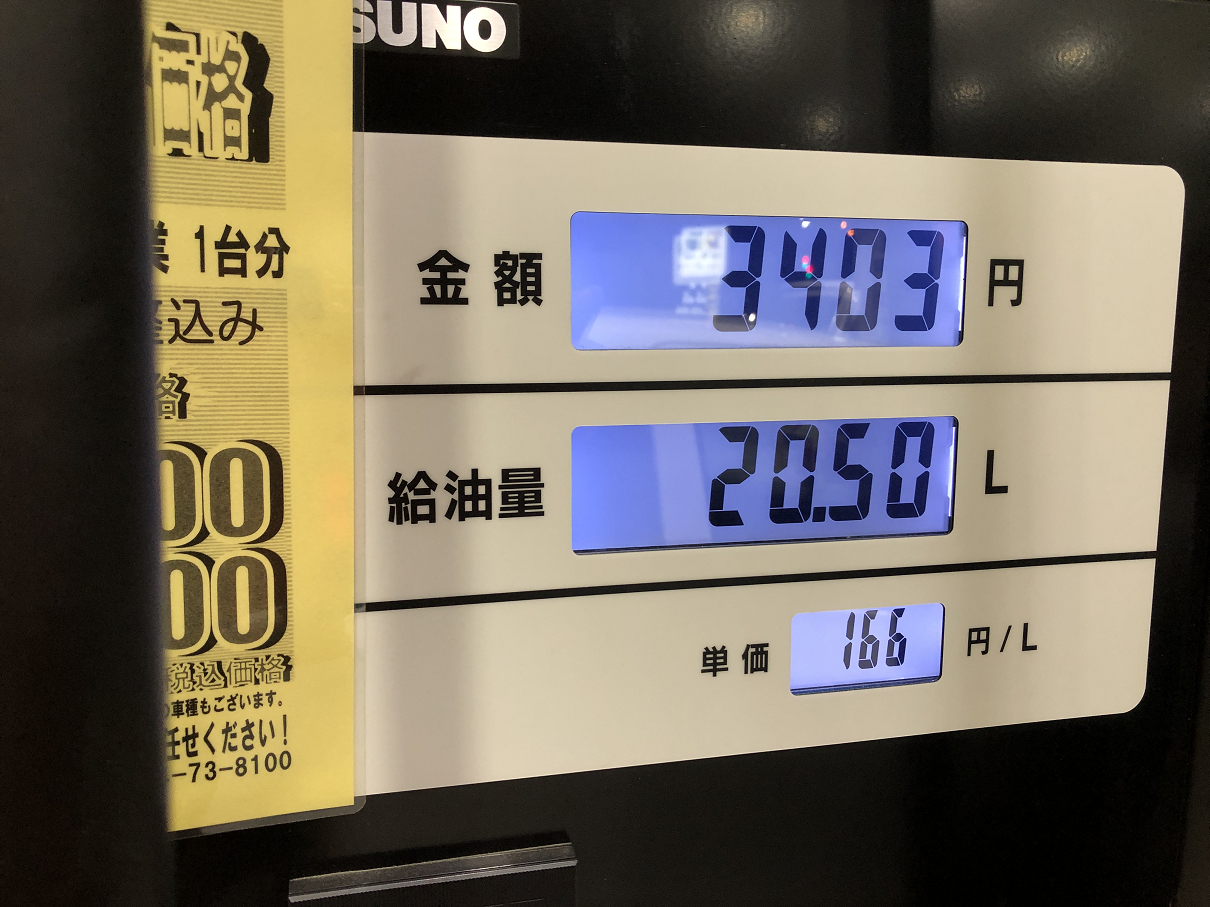 SUNO
価格
業 1台分
込み
格
00
00
税込価格
の車種もございます。
任せください！
-73-8100
金額 3403 円
給油量 20.50 L
単価 166 円/L